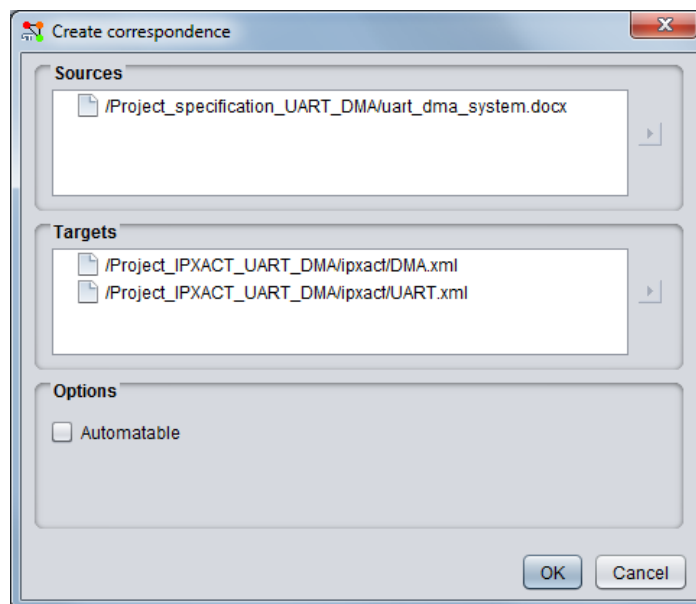 Create correspondence
Sources
/Project_specification_UART_DMA/uart_dma_system.docx
Targets
/Project_IPXACT_UART_DMA/ipxact/DMA.xml
/Project_IPXACT_UART_DMA/ipxact/UART.xml
Options
Automatable
OK Cancel